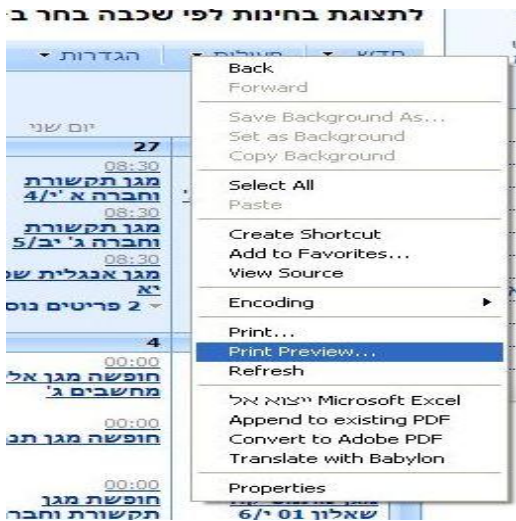 לתצוגת בחינות לפי שכבה בחר ב-
הגדרות
יום שני
27
08:30
מגן תקשורת
וחברה א' י/4
08:30
מגן תקשורת
וחברה ג' יב/5
08:30
מגן אנגלית
יא
2 פריטים
4
00:00
חופשה מגן
מחשבים ג'
00:00
חופשה מגן
00:00
חופשת מגן
תקשורת
שאלון 01 י/6
Back
Forward
Save Background As...
Set as Background
Copy Background
Select All
Paste
Create Shortcut
Add to Favorites...
View Source
Encoding
Print...
Print Preview...
Refresh
ייצוא אל Microsoft Excel
Append to existing PDF
Convert to Adobe PDF
Translate with Babylon
Properties